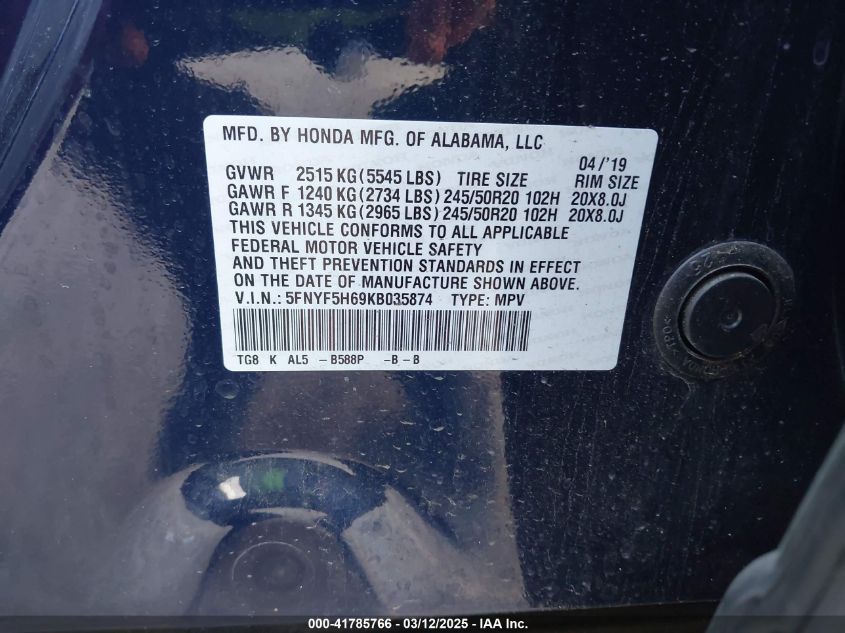 MFD. BY HONDA MFG. OF ALABAMA, LLC
04/'19
GVWR 2515 KG (5545 LBS) TIRE SIZE RIM SIZE
GAWR F 1240 KG (2734 LBS) 245/50R20 102H 20X8.0J
GAWR R 1345 KG (2965 LBS) 245/50R20 102H 20X8.0J
THIS VEHICLE CONFORMS TO ALL APPLICABLE
FEDERAL MOTOR VEHICLE SAFETY
AND THEFT PREVENTION STANDARDS IN EFFECT
ON THE DATE OF MANUFACTURE SHOWN ABOVE.
V.I.N.: 5FNYF5H69KB035874 TYPE: MPV
TG8 K AL5 -B588P -B-B
000-41785766 - 03/12/2025 - IAA Inc.